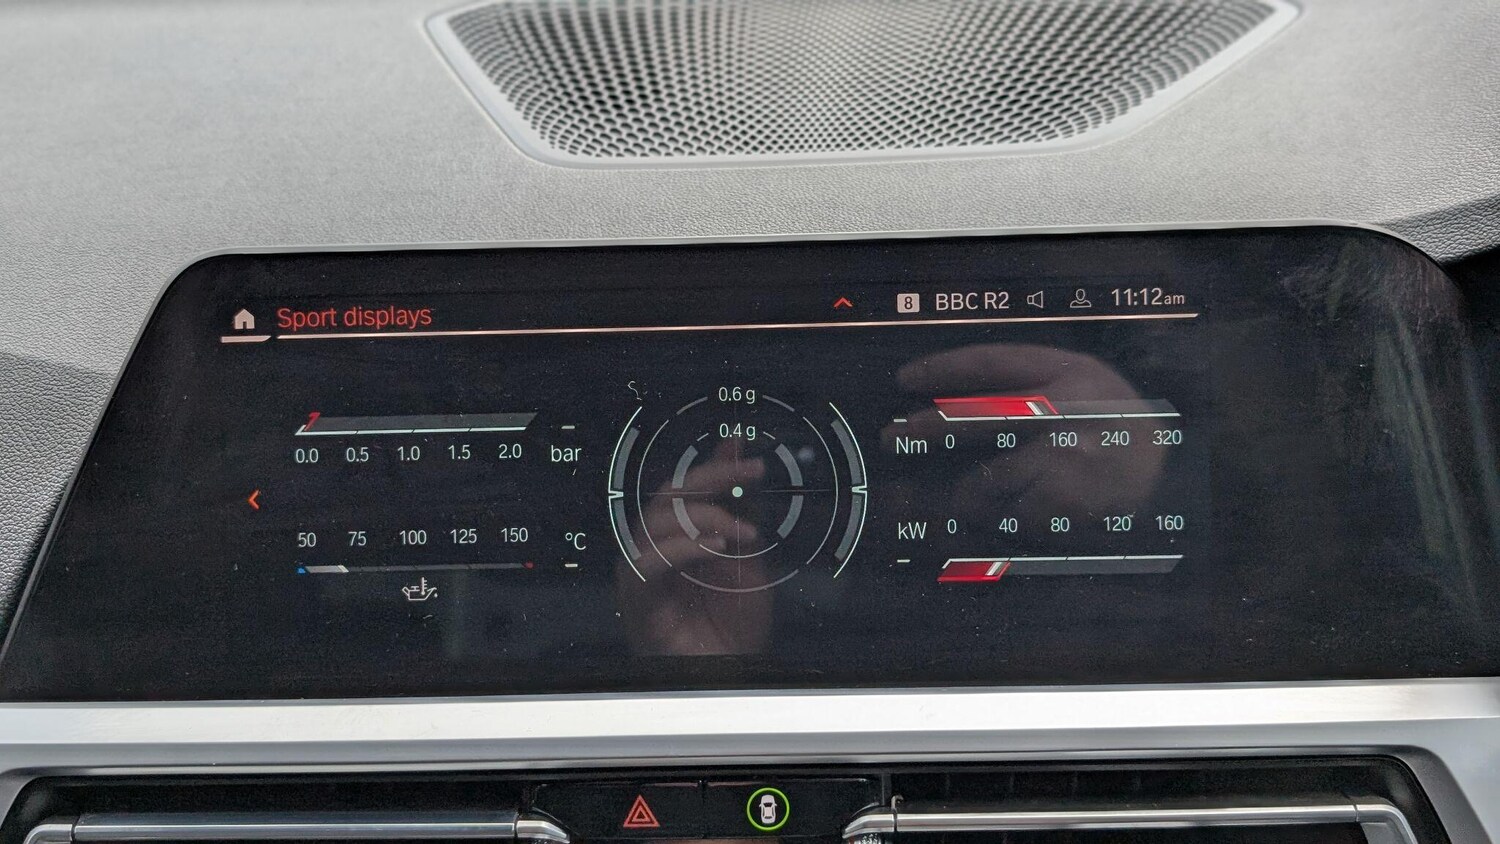 Sport displays 8 BBC R2 11:12am
0.6 g
0.4 g
0.0 0.5 1.0 1.5 2.0 bar
Nm 0 80 160 240 320
50 75 100 125 150 °C
kW 0 40 80 120 160